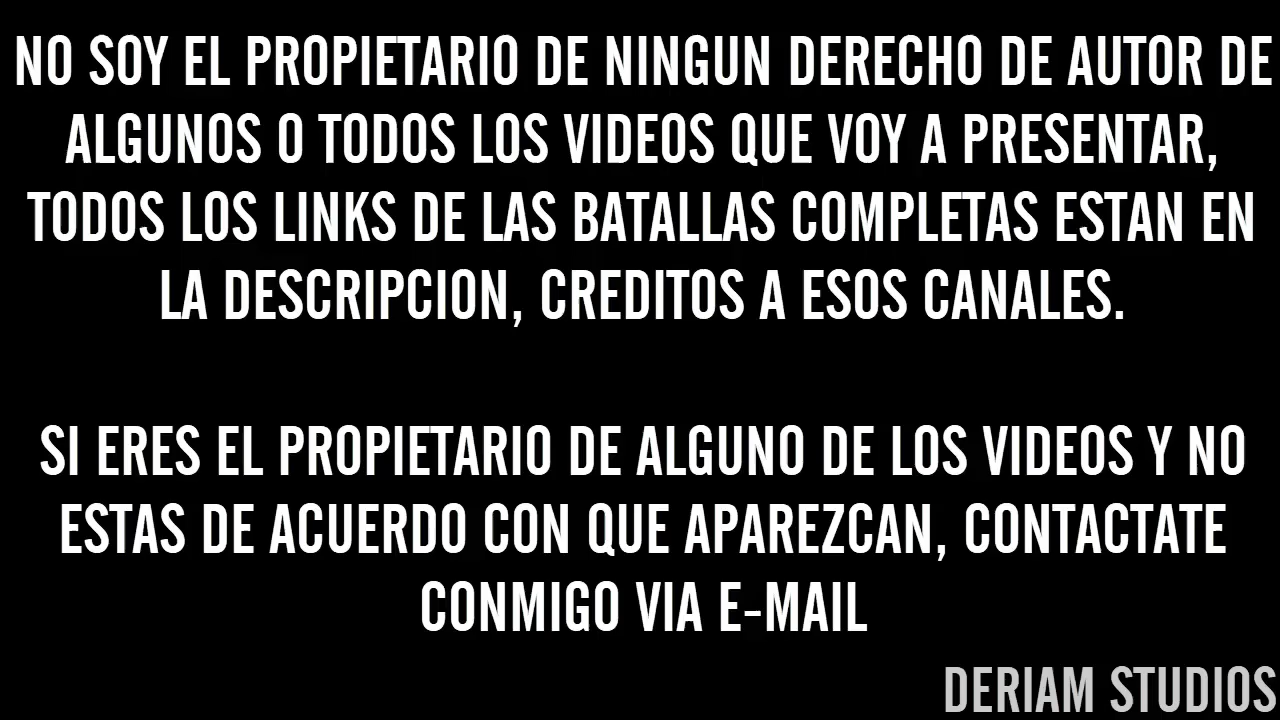 NO SOY EL PROPIETARIO DE NINGUN DERECHO DE AUTOR DE
ALGUNOS O TODOS LOS VIDEOS QUE VOY A PRESENTAR,
TODOS LOS LINKS DE LAS BATALLAS COMPLETAS ESTAN EN
LA DESCRIPCION, CREDITOS A ESOS CANALES.
SI ERES EL PROPIETARIO DE ALGUNO DE LOS VIDEOS Y NO
ESTAS DE ACUERDO CON QUE APAREZCAN, CONTACTATE
CONMIGO VIA E-MAIL
DERIAM STUDIOS